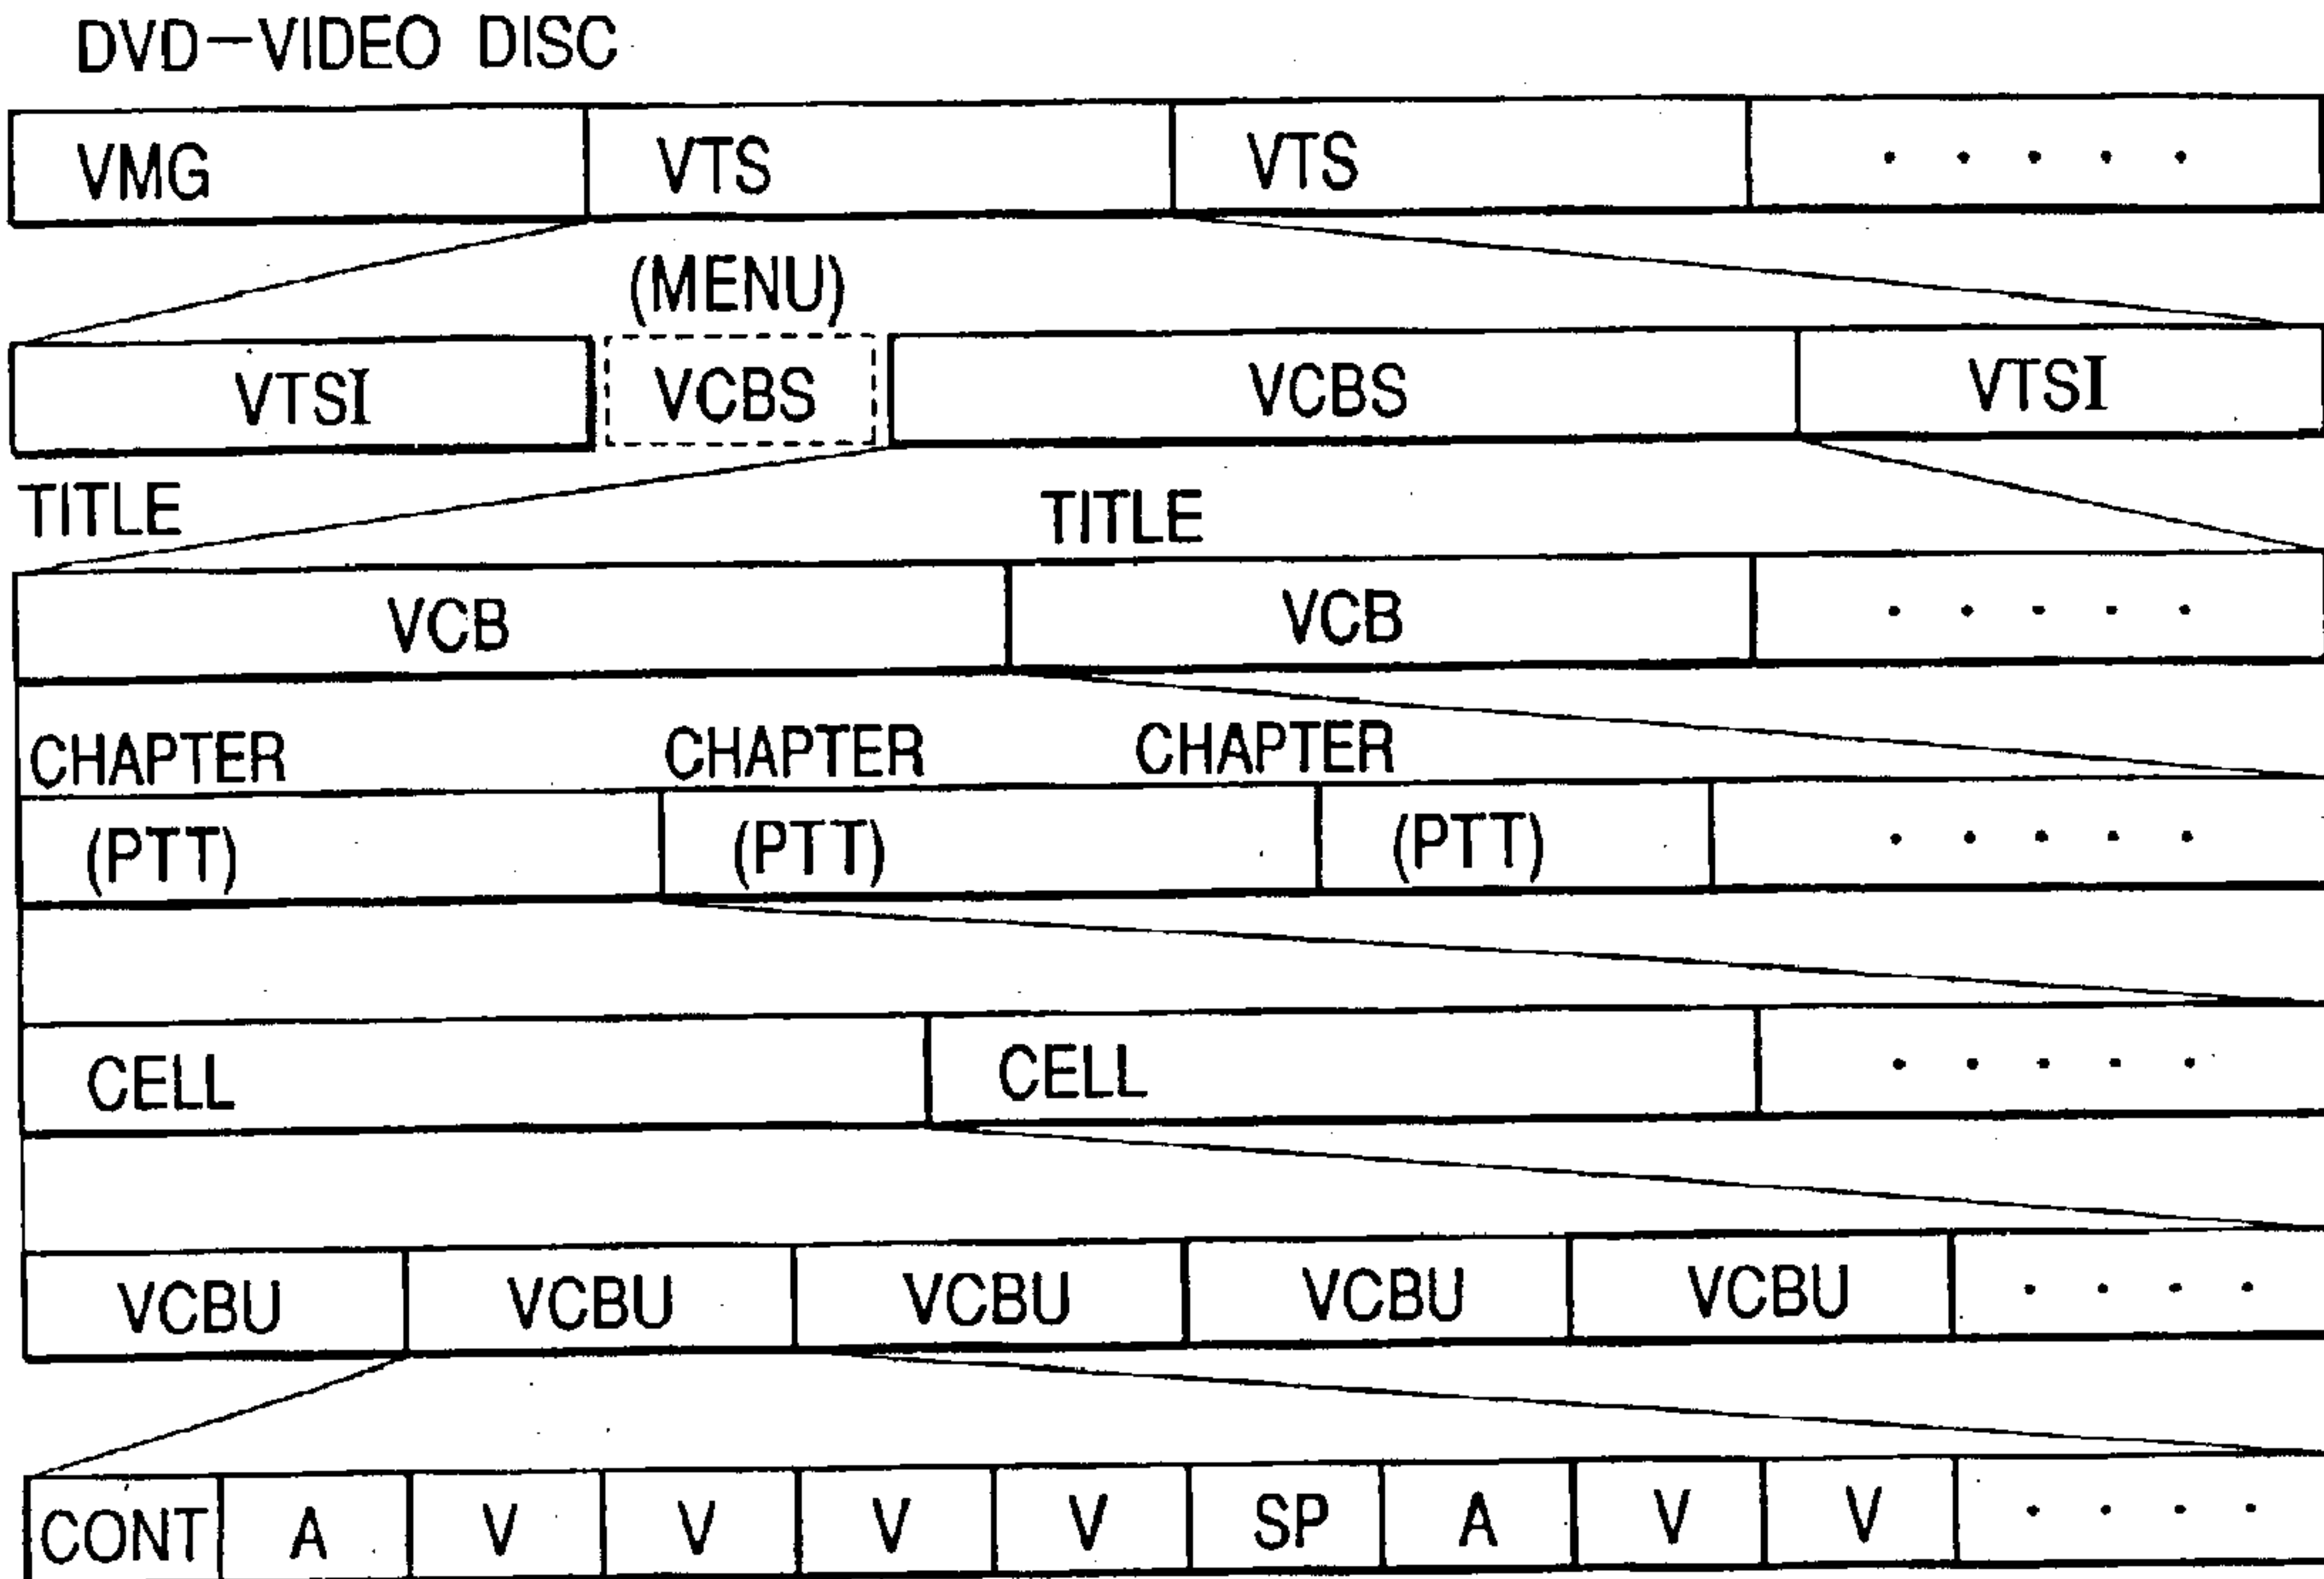 DVD-VIDEO DISC
VMG VTS VTS . . . . .
(MENU)
VTSI VCBS VCBS VTSI
TITLE TITLE
VCB VCB . . . . .
CHAPTER CHAPTER CHAPTER
(PTT) (PTT) (PTT) . . . . .
CELL CELL . . . . .
VCBU VCBU VCBU VCBU VCBU . . . .
CONT A V V V V SP A V V . . . .